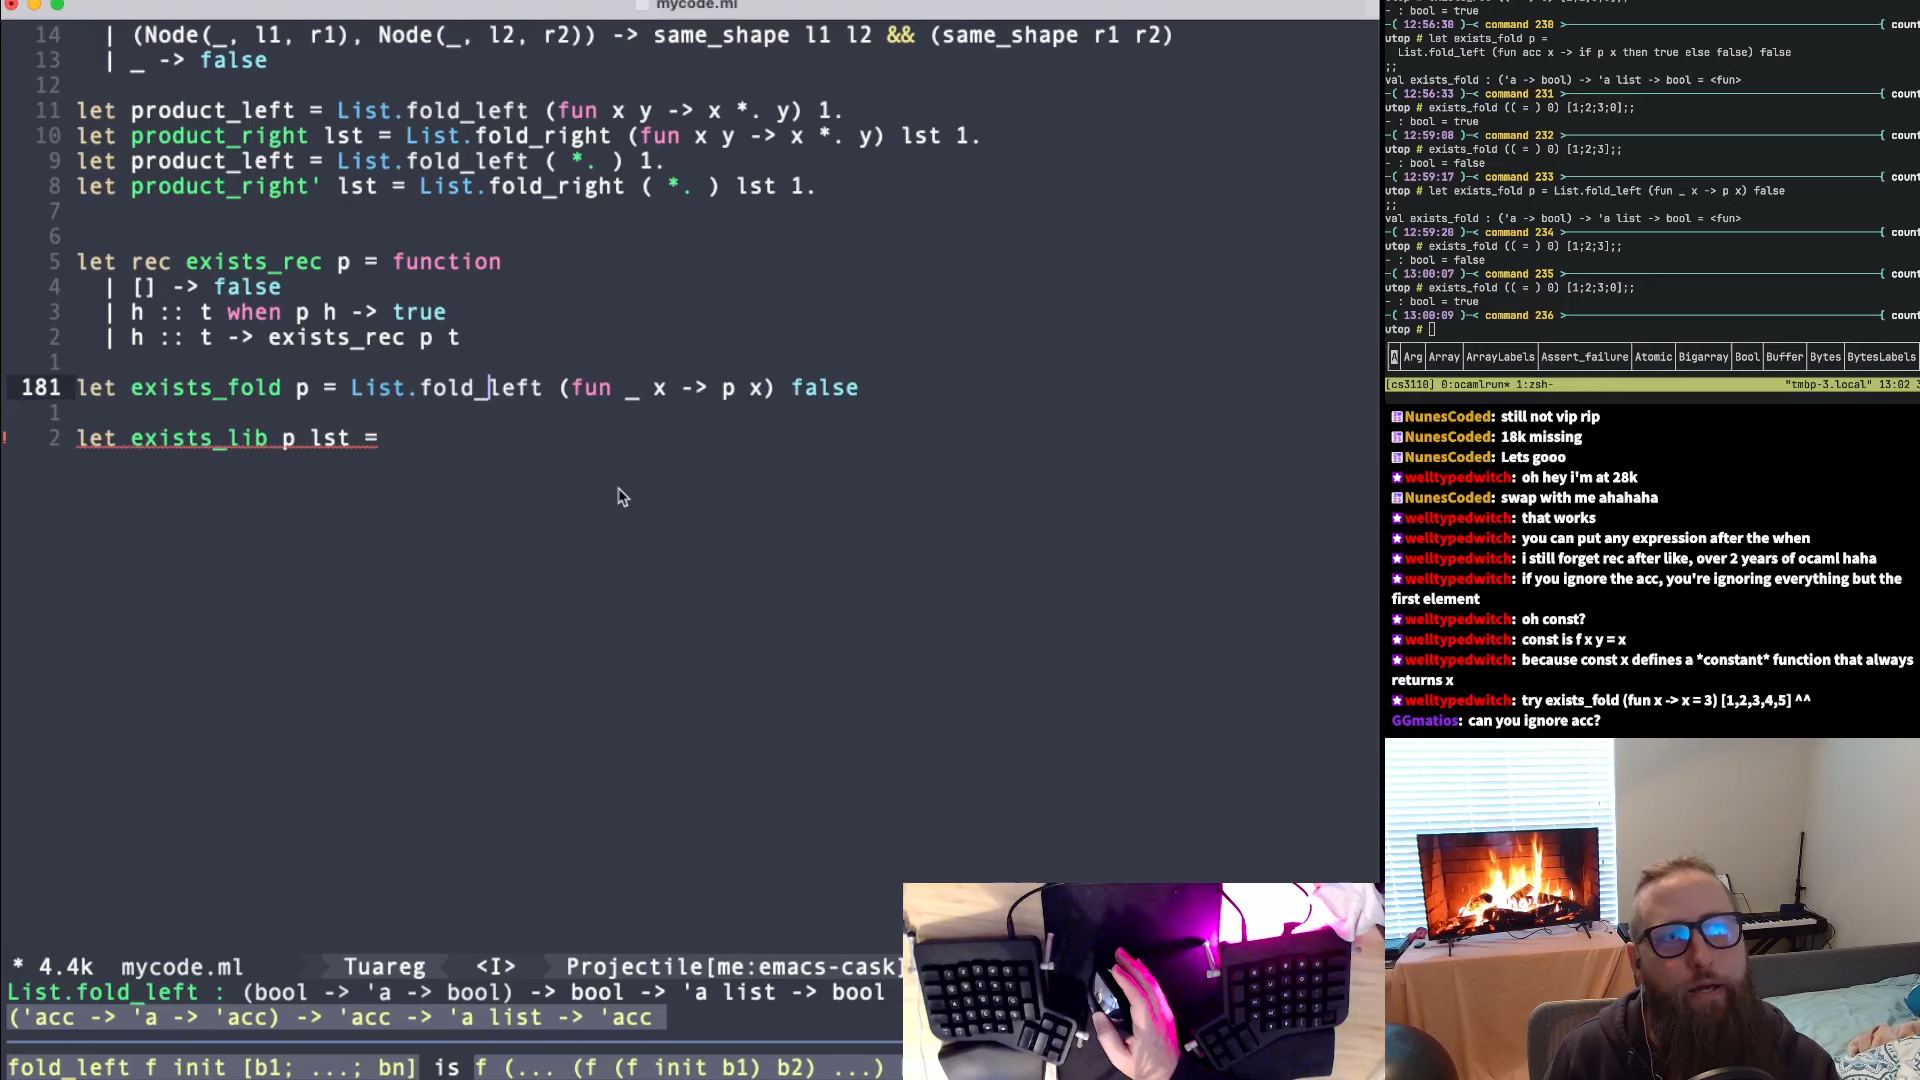 mycode.ml
14 | (Node(_, l1, r1), Node(_, l2, r2)) -> same_shape l1 l2 && (same_shape r1 r2)
13 | _ -> false
12
11 let product_left = List.fold_left (fun x y -> x *. y) 1.
10 let product_right lst = List.fold_right (fun x y -> x *. y) lst 1.
9 let product_left = List.fold_left ( *. ) 1.
8 let product_right' lst = List.fold_right ( *. ) lst 1.
7
6
5 let rec exists_rec p = function
4 | [] -> false
3 | h :: t when p h -> true
2 | h :: t -> exists_rec p t
1
181 let exists_fold p = List.fold_left (fun _ x -> p x) false
1
! 2 let exists_lib p lst =
* 4.4k mycode.ml Tuareg <I> Projectile[me:emacs-cask]
List.fold_left : (bool -> 'a -> bool) -> bool -> 'a list -> bool
('acc -> 'a -> 'acc) -> 'acc -> 'a list -> 'acc
fold_left f init [b1; ...; bn] is f (... (f (f init b1) b2) ...)
- : bool = true
-( 12:56:30 )-< command 230 >-{ count
utop # let exists_fold p =
List.fold_left (fun acc x -> if p x then true else false) false
;;
val exists_fold : ('a -> bool) -> 'a list -> bool = <fun>
-( 12:56:33 )-< command 231 >-{ count
utop # exists_fold (( = ) 0) [1;2;3;0];;
- : bool = true
-( 12:59:08 )-< command 232 >-{ count
utop # exists_fold (( = ) 0) [1;2;3];;
- : bool = false
-( 12:59:17 )-< command 233 >-{ count
utop # let exists_fold p = List.fold_left (fun _ x -> p x) false
;;
val exists_fold : ('a -> bool) -> 'a list -> bool = <fun>
-( 12:59:20 )-< command 234 >-{ count
utop # exists_fold (( = ) 0) [1;2;3];;
- : bool = false
-( 13:00:07 )-< command 235 >-{ count
utop # exists_fold (( = ) 0) [1;2;3;0];;
- : bool = true
-( 13:00:09 )-< command 236 >-{ count
utop #
A Arg Array ArrayLabels Assert_failure Atomic Bigarray Bool Buffer Bytes BytesLabels
[cs3110] 0:ocamlrun* 1:zsh- "tmbp-3.local" 13:02 3
NunesCoded: still not vip rip
NunesCoded: 18k missing
NunesCoded: Lets gooo
welltypedwitch: oh hey i'm at 28k
NunesCoded: swap with me ahahaha
welltypedwitch: that works
welltypedwitch: you can put any expression after the when
welltypedwitch: i still forget rec after like, over 2 years of ocaml haha
welltypedwitch: if you ignore the acc, you're ignoring everything but the
first element
welltypedwitch: oh const?
welltypedwitch: const is f x y = x
welltypedwitch: because const x defines a *constant* function that always
returns x
welltypedwitch: try exists_fold (fun x -> x = 3) [1,2,3,4,5] ^^
GGmatios: can you ignore acc?